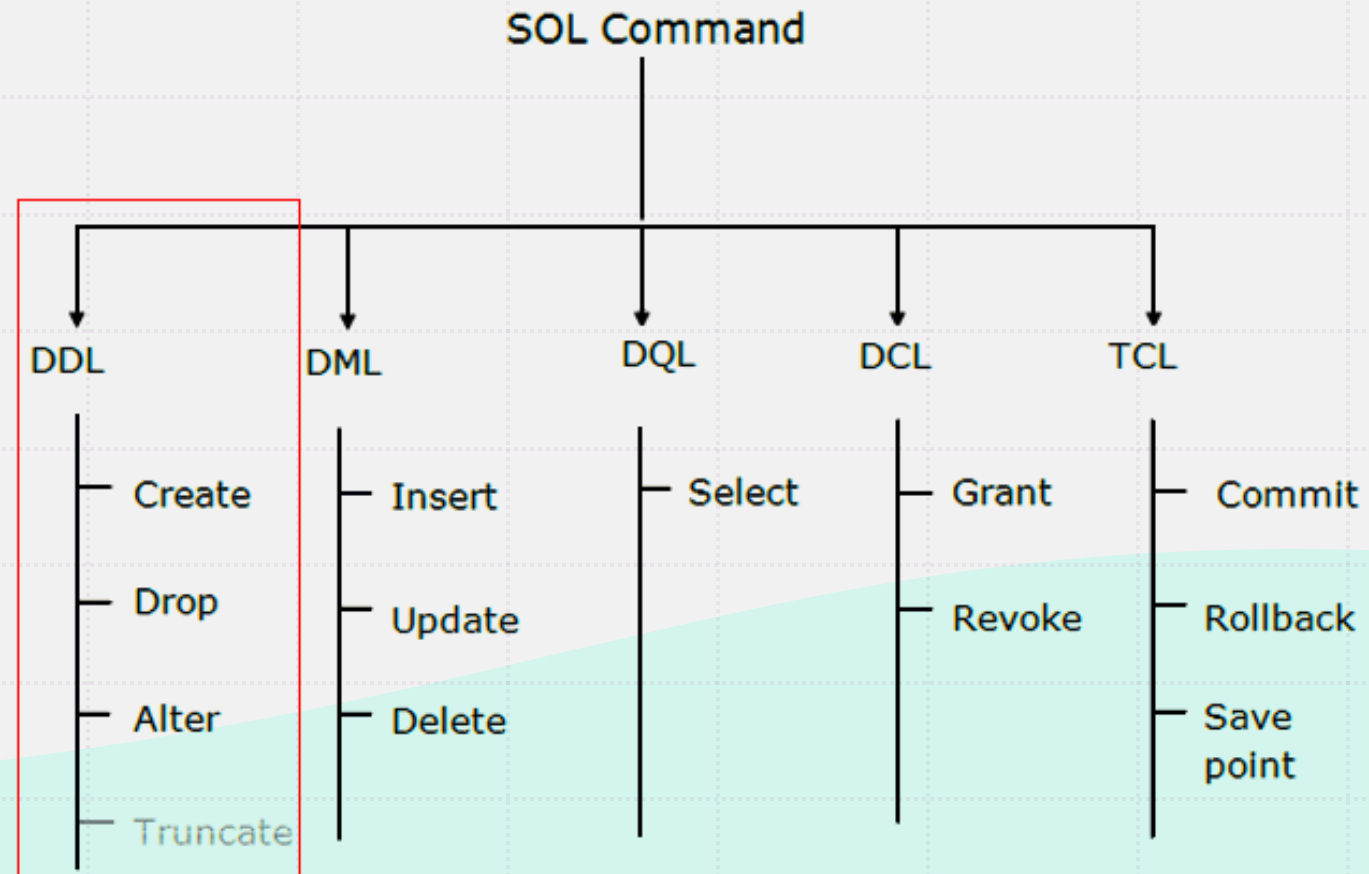 SOL Command
DDL
DML
DQL
DCL
TCL
Create
Insert
Select
Grant
Commit
Drop
Update
Revoke
Rollback
Alter
Delete
Save
point
Truncate